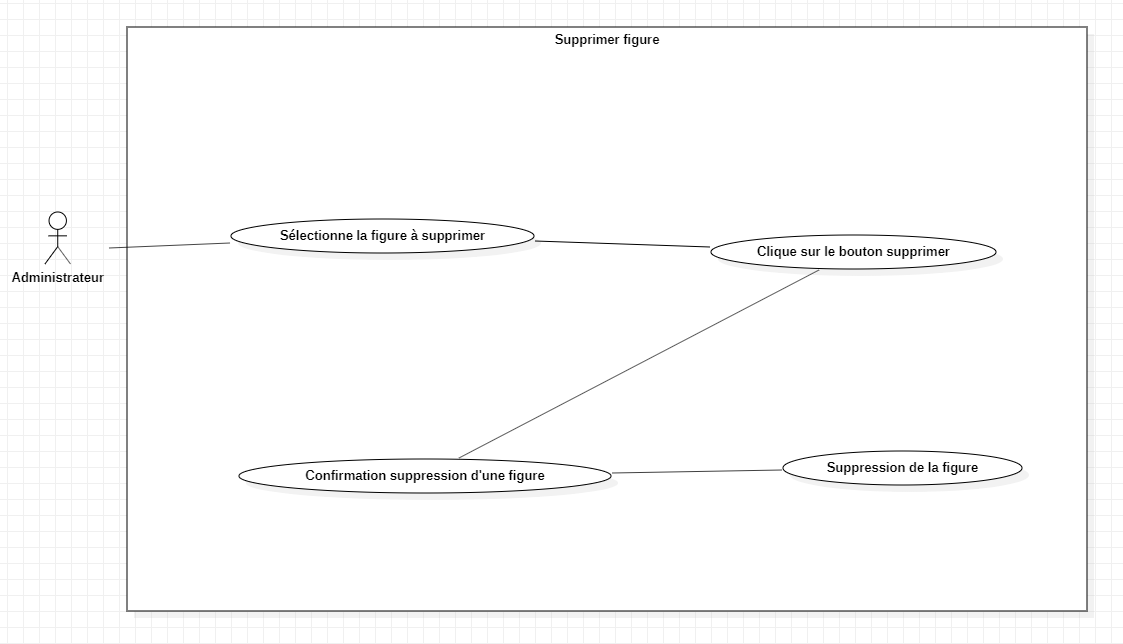 Supprimer figure
Sélectionne la figure à supprimer
Clique sur le bouton supprimer
Administrateur
Confirmation suppression d'une figure
Suppression de la figure